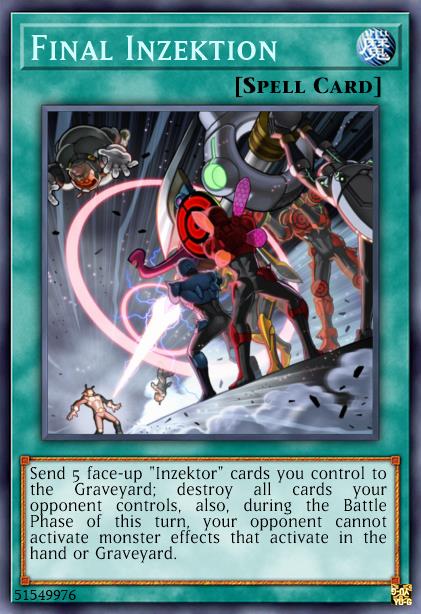 Final Inzektion
魔
[Spell Card]
Send 5 face-up "Inzektor" cards you control to
the Graveyard; destroy all cards your
opponent controls, also, during the Battle
Phase of this turn, your opponent cannot
activate monster effects that activate in the
hand or Graveyard.
51549976